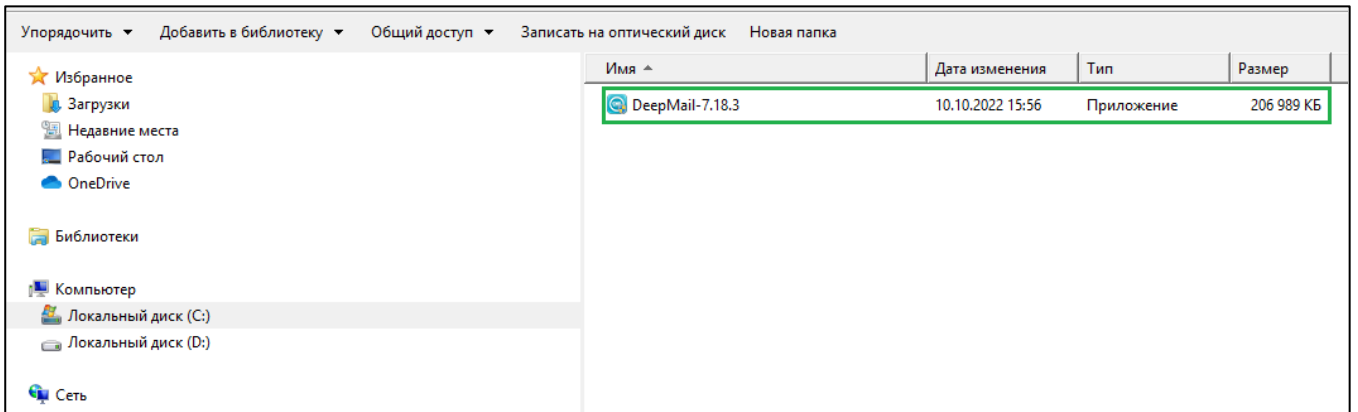 Упорядочить Добавить в библиотеку Общий доступ Записать на оптический диск Новая папка
Избранное
Загрузки
Недавние места
Рабочий стол
OneDrive
Библиотеки
Компьютер
Локальный диск (C:)
Локальный диск (D:)
Сеть
Имя Дата изменения Тип Размер
DeepMail-7.18.3 10.10.2022 15:56 Приложение 206 989 КБ